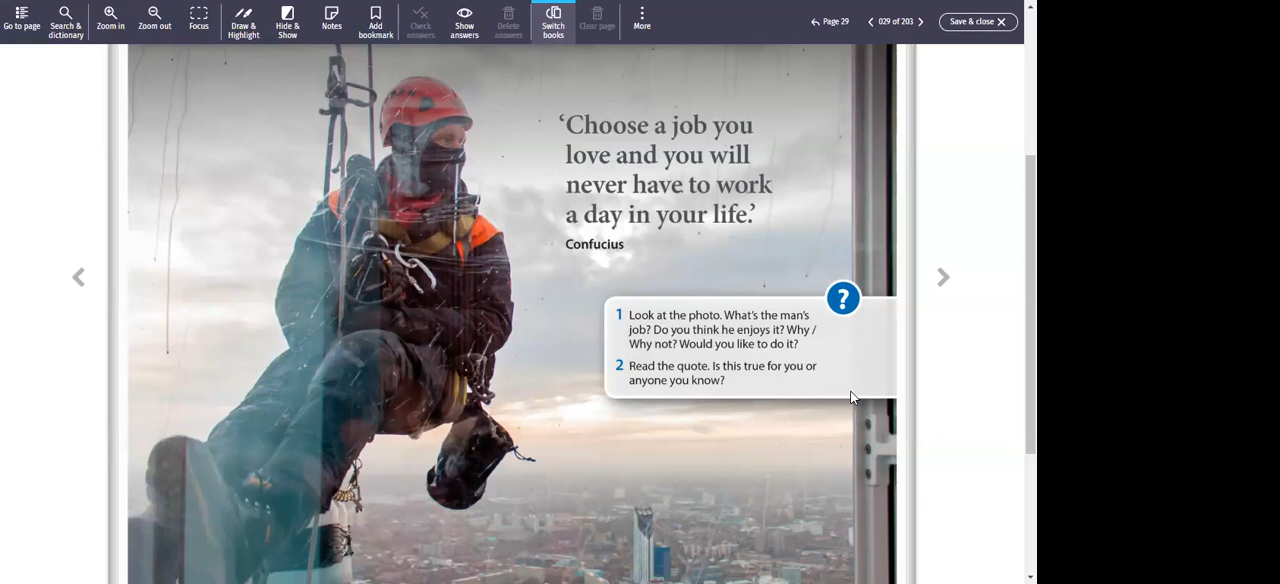 Go to page
Search & dictionary
Zoom in
Zoom out
Focus
Draw & Highlight
Hide & Show
Notes
Add bookmark
Check answers
Show answers
Delete answers
Switch books
Clear page
More
Page 29
029 of 203
Save & close
‘Choose a job you
love and you will
never have to work
a day in your life.’
Confucius
?
1 Look at the photo. What's the man's
job? Do you think he enjoys it? Why /
Why not? Would you like to do it?
2 Read the quote. Is this true for you or
anyone you know?